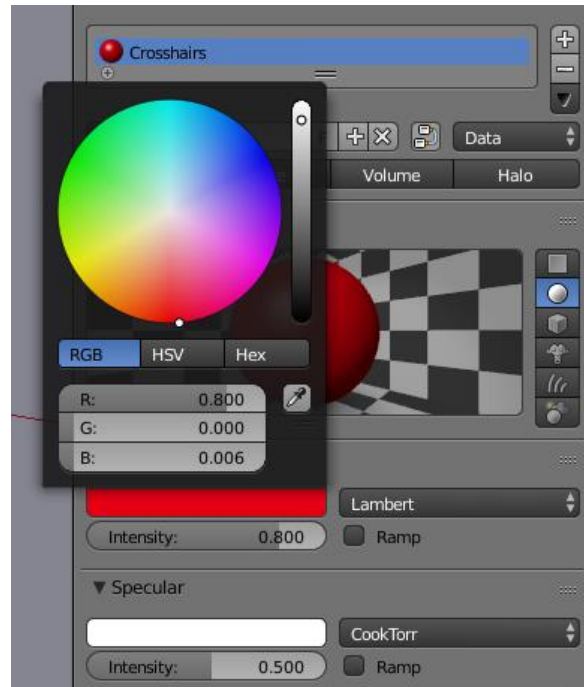 Crosshairs
Data
Volume
Halo
RGB
HSV
Hex
R: 0.800
G: 0.000
B: 0.006
Lambert
Intensity: 0.800
Ramp
Specular
CookTorr
Intensity: 0.500
Ramp